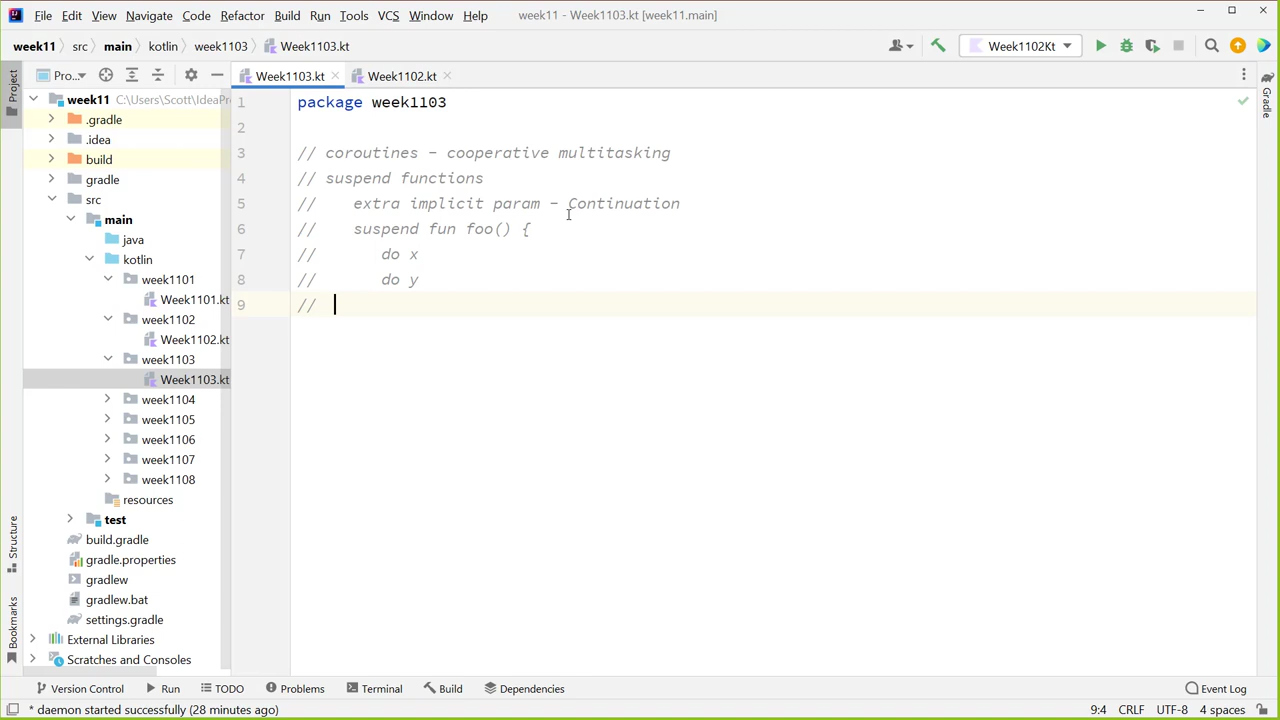 File Edit View Navigate Code Refactor Build Run Tools VCS Window Help week11 - Week1103.kt [week11.main]
week11 src main kotlin week1103 Week1103.kt Week1102Kt
Project Pro... Week1103.kt Week1102.kt
week11 C:\Users\Scott\IdeaPr
.gradle
.idea
build
gradle
src
main
java
kotlin
week1101
Week1101.kt
week1102
Week1102.kt
week1103
Week1103.kt
week1104
week1105
week1106
week1107
week1108
resources
test
build.gradle
gradle.properties
gradlew
gradlew.bat
settings.gradle
External Libraries
Scratches and Consoles
Structure
Bookmarks
1 package week1103
2
3 // coroutines - cooperative multitasking
4 // suspend functions
5 //    extra implicit param - Continuation
6 //    suspend fun foo() {
7 //       do x
8 //       do y
9 //
Gradle
Version Control Run TODO Problems Terminal Build Dependencies Event Log
* daemon started successfully (28 minutes ago) 9:4 CRLF UTF-8 4 spaces